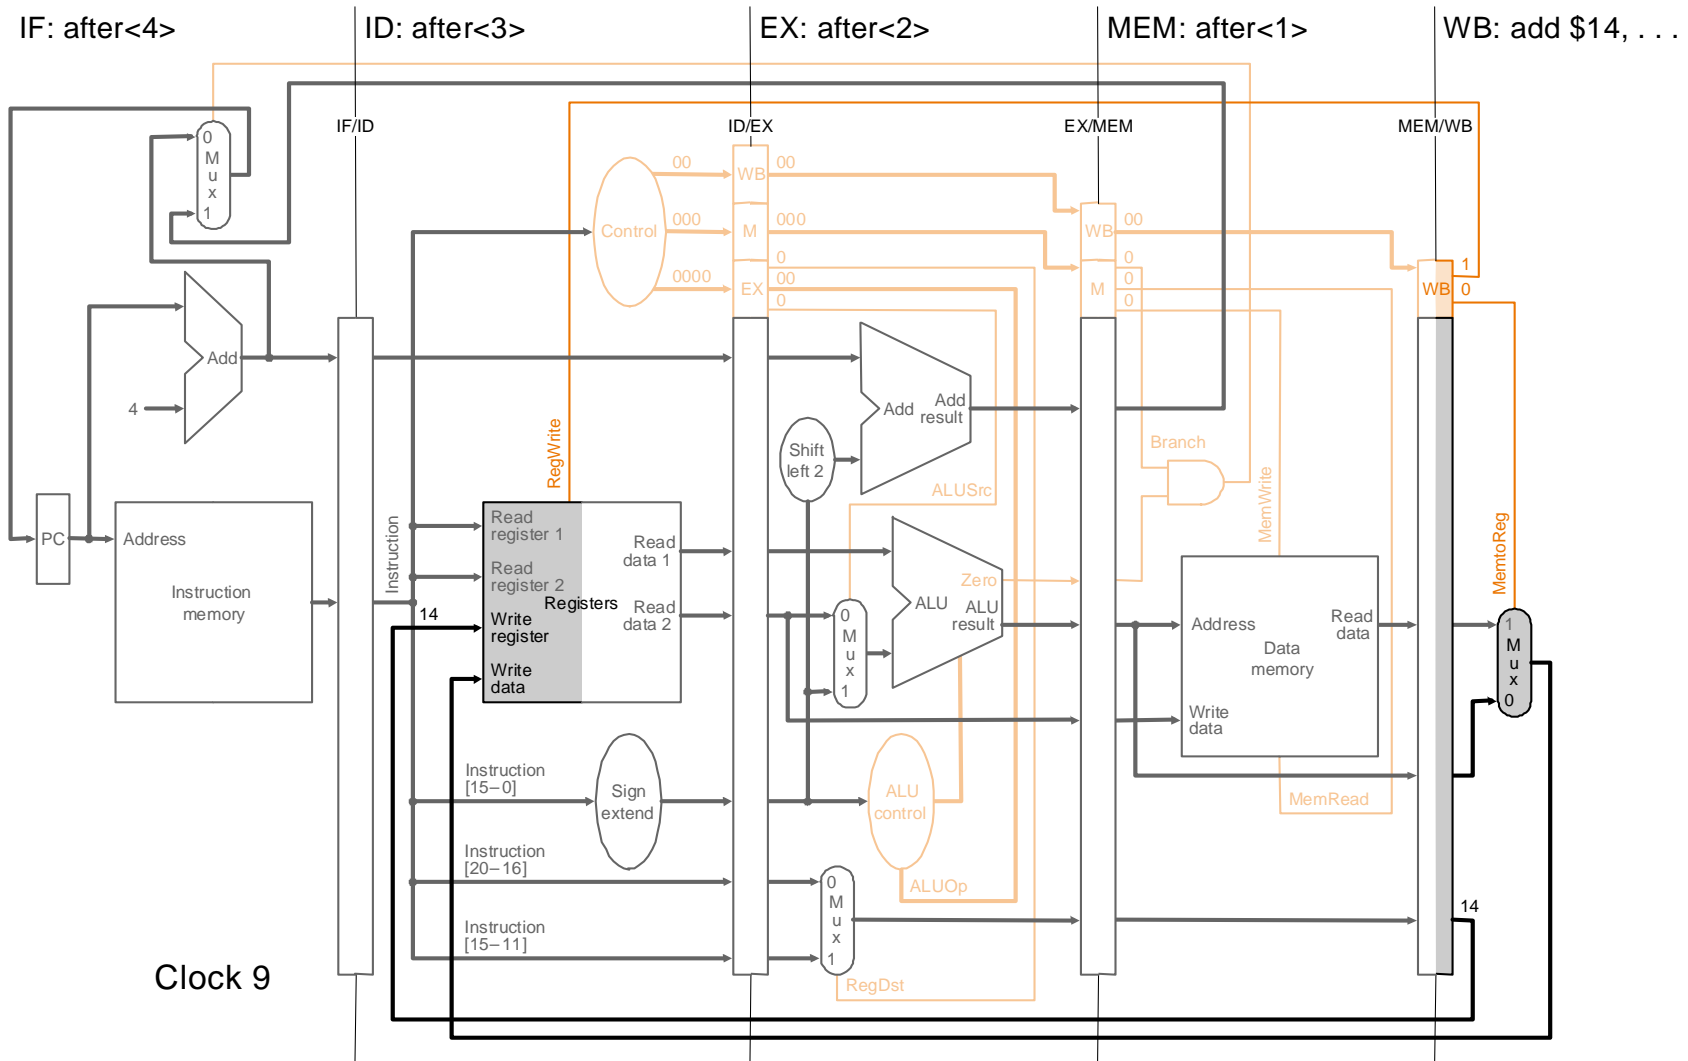 IF: after<4>
ID: after<3>
EX: after<2>
MEM: after<1>
WB: add $14, . . .
IF/ID
ID/EX
EX/MEM
MEM/WB
0
M
u
x
1
Control
00
000
0000
WB
M
EX
00
000
0
00
0
WB
M
00
0
0
0
WB
1
0
Add
4
Add
Add
result
Shift
left 2
RegWrite
ALUSrc
Branch
MemWrite
MemtoReg
PC
Address
Instruction
memory
Instruction
Read
register 1
Read
register 2
Registers
Write
register
Write
data
14
Read
data 1
Read
data 2
0
M
u
x
1
Zero
ALU
ALU
result
Address
Read
data
Data
memory
Write
data
1
M
u
x
0
Instruction
[15–0]
Sign
extend
ALU
control
MemRead
Instruction
[20–16]
ALUOp
0
M
u
x
1
14
Instruction
[15–11]
RegDst
Clock 9